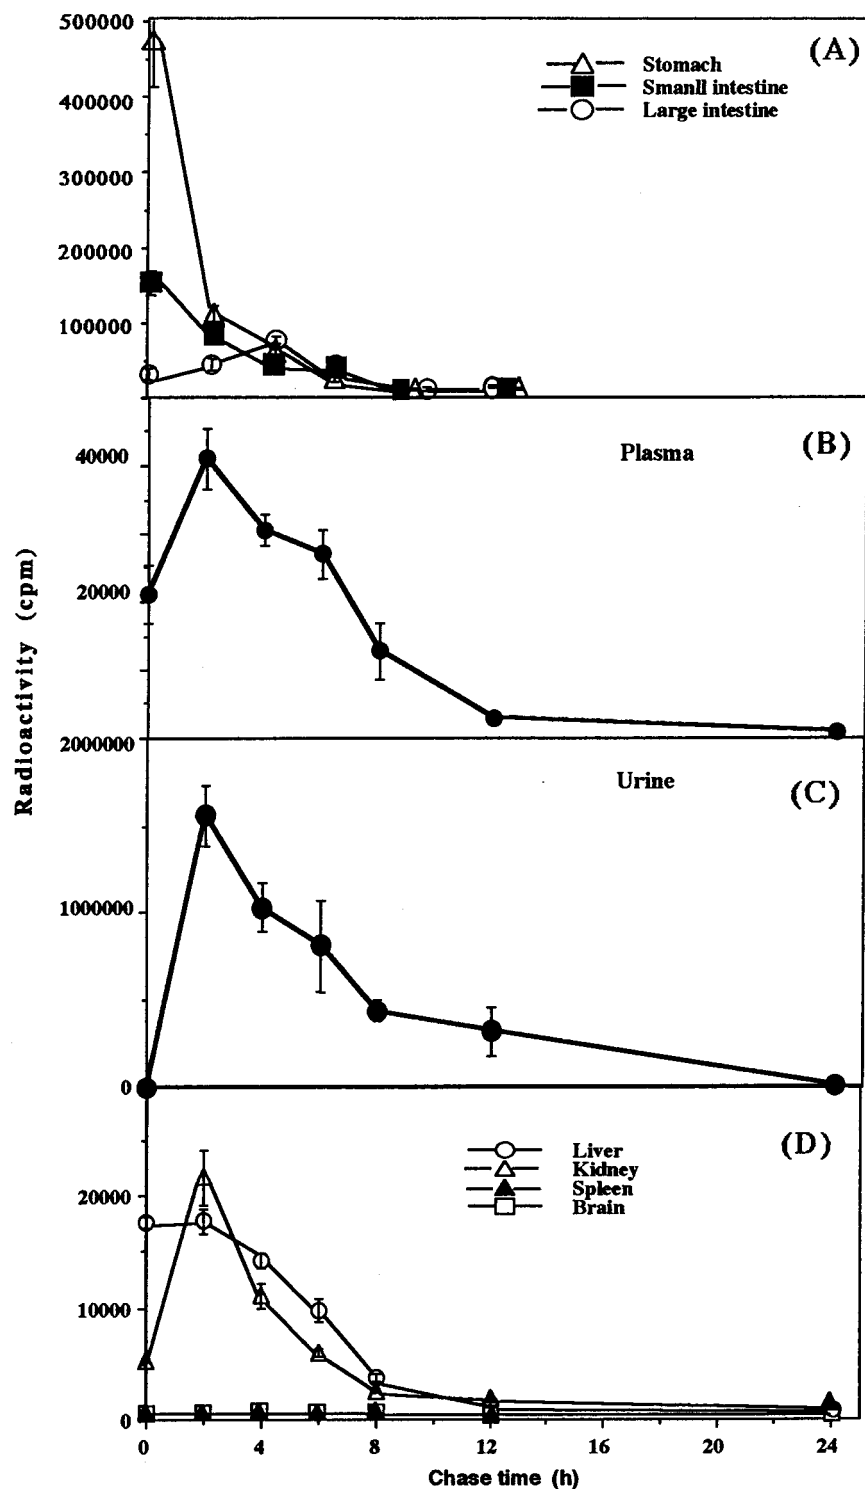 500000
(A)
Stomach
Smanll intestine
Large intestine
400000
300000
200000
100000
(B)
Plasma
40000
20000
Radioactivity (cpm)
2000000
Urine
(C)
1000000
0
(D)
Liver
Kidney
Spleen
Brain
20000
10000
0
0 4 8 12 16 20 24
Chase time (h)